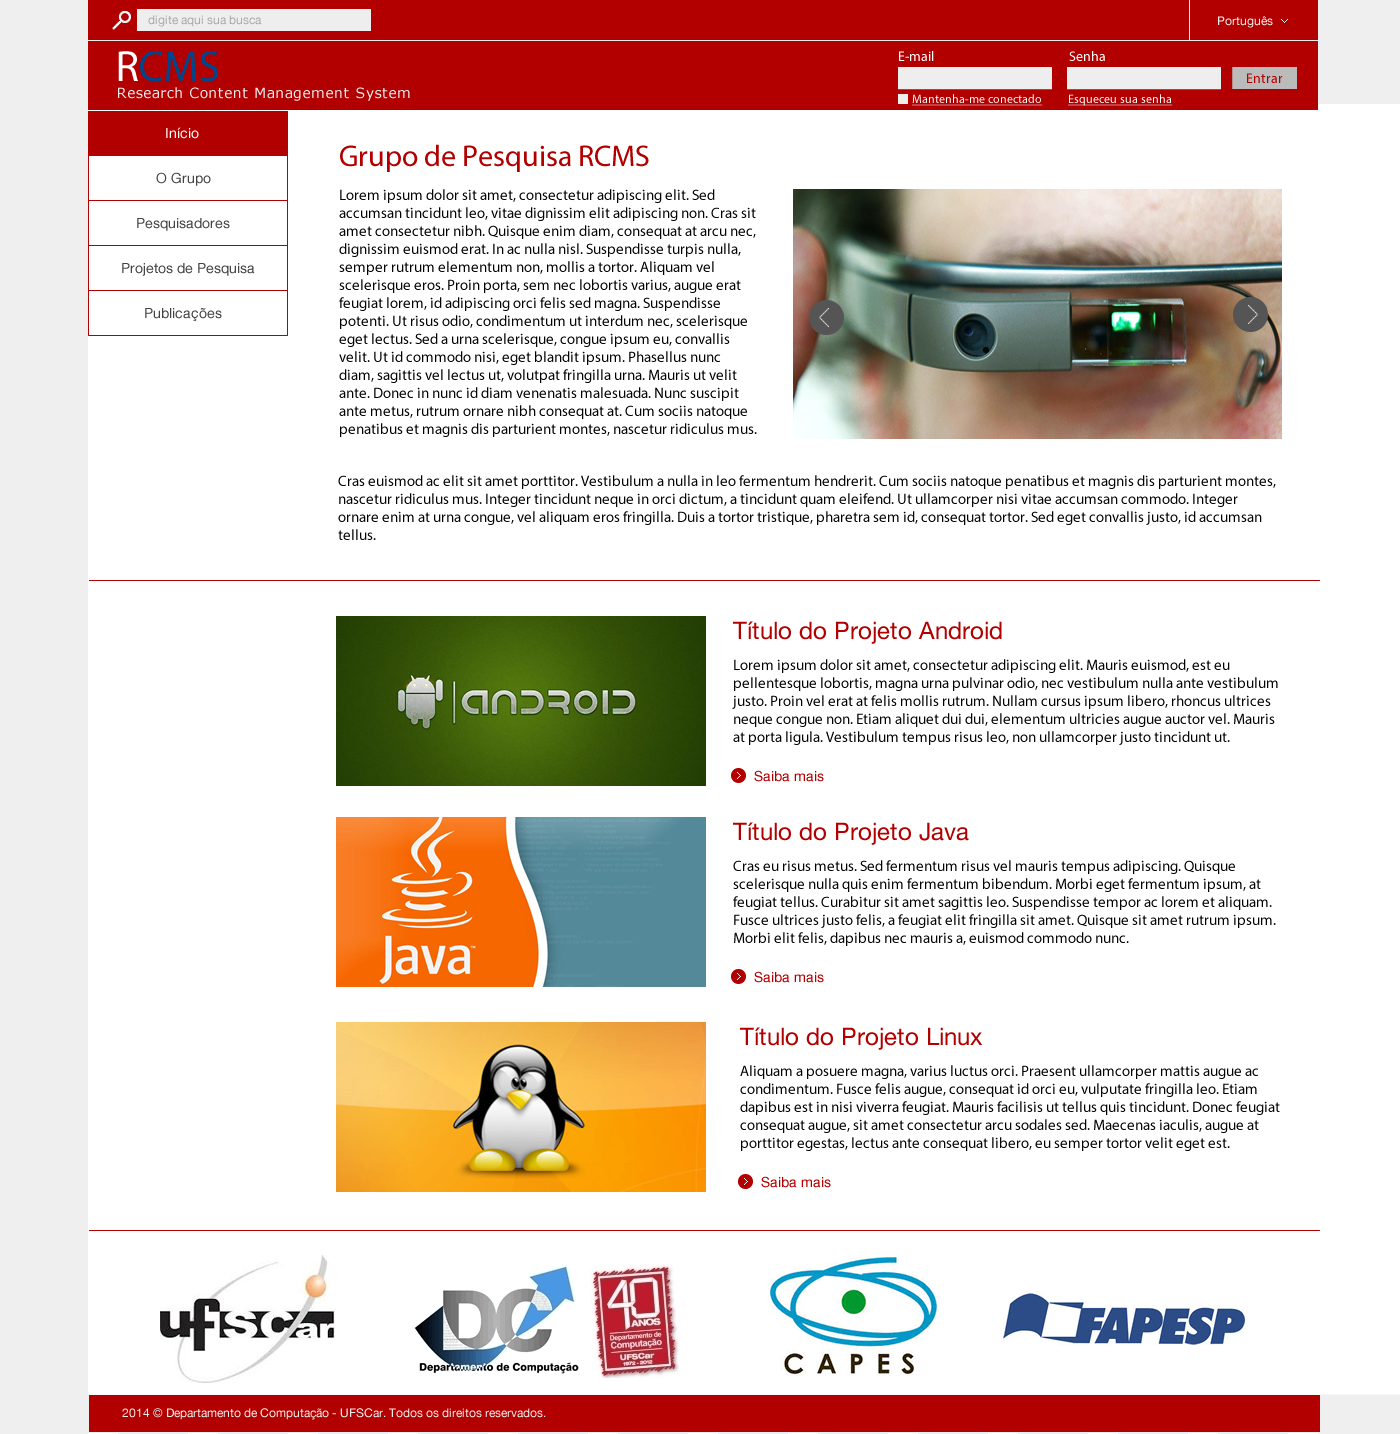 digite aqui sua busca
Português
RCMS
Research Content Management System
E-mail
Senha
Entrar
Mantenha-me conectado
Esqueceu sua senha
Início
O Grupo
Pesquisadores
Projetos de Pesquisa
Publicações
Grupo de Pesquisa RCMS
Lorem ipsum dolor sit amet, consectetur adipiscing elit. Sed
accumsan tincidunt leo, vitae dignissim elit adipiscing non. Cras sit
amet consectetur nibh. Quisque enim diam, consequat at arcu nec,
dignissim euismod erat. In ac nulla nisl. Suspendisse turpis nulla,
semper rutrum elementum non, mollis a tortor. Aliquam vel
scelerisque eros. Proin porta, sem nec lobortis varius, augue erat
feugiat lorem, id adipiscing orci felis sed magna. Suspendisse
potenti. Ut risus odio, condimentum ut interdum nec, scelerisque
eget lectus. Sed a urna scelerisque, congue ipsum eu, convallis
velit. Ut id commodo nisi, eget blandit ipsum. Phasellus nunc
diam, sagittis vel lectus ut, volutpat fringilla urna. Mauris ut velit
ante. Donec in nunc id diam venenatis malesuada. Nunc suscipit
ante metus, rutrum ornare nibh consequat at. Cum sociis natoque
penatibus et magnis dis parturient montes, nascetur ridiculus mus.
Cras euismod ac elit sit amet porttitor. Vestibulum a nulla in leo fermentum hendrerit. Cum sociis natoque penatibus et magnis dis parturient montes,
nascetur ridiculus mus. Integer tincidunt neque in orci dictum, a tincidunt quam eleifend. Ut ullamcorper nisi vitae accumsan commodo. Integer
ornare enim at urna congue, vel aliquam eros fringilla. Duis a tortor tristique, pharetra sem id, consequat tortor. Sed eget convallis justo, id accumsan
tellus.
ANDROID
Título do Projeto Android
Lorem ipsum dolor sit amet, consectetur adipiscing elit. Mauris euismod, est eu
pellentesque lobortis, magna urna pulvinar odio, nec vestibulum nulla ante vestibulum
justo. Proin vel erat at felis mollis rutrum. Nullam cursus ipsum libero, rhoncus ultrices
neque congue non. Etiam aliquet dui dui, elementum ultricies augue auctor vel. Mauris
at porta ligula. Vestibulum tempus risus leo, non ullamcorper justo tincidunt ut.
Saiba mais
Java™
Título do Projeto Java
Cras eu risus metus. Sed fermentum risus vel mauris tempus adipiscing. Quisque
scelerisque nulla quis enim fermentum bibendum. Morbi eget fermentum ipsum, at
feugiat tellus. Curabitur sit amet sagittis leo. Suspendisse tempor ac lorem et aliquam.
Fusce ultrices justo felis, a feugiat elit fringilla sit amet. Quisque sit amet rutrum ipsum.
Morbi elit felis, dapibus nec mauris a, euismod commodo nunc.
Saiba mais
Título do Projeto Linux
Aliquam a posuere magna, varius luctus orci. Praesent ullamcorper mattis augue ac
condimentum. Fusce felis augue, consequat id orci eu, vulputate fringilla leo. Etiam
dapibus est in nisi viverra feugiat. Mauris facilisis ut tellus quis tincidunt. Donec feugiat
consequat augue, sit amet consectetur arcu sodales sed. Maecenas iaculis, augue at
porttitor egestas, lectus ante consequat libero, eu semper tortor velit eget est.
Saiba mais
ufscar
DC
Departamento de Computação
40
ANOS
Departamento de
Computação
UFSCar
1972 - 2012
CAPES
FAPESP
2014 © Departamento de Computação - UFSCar. Todos os direitos reservados.